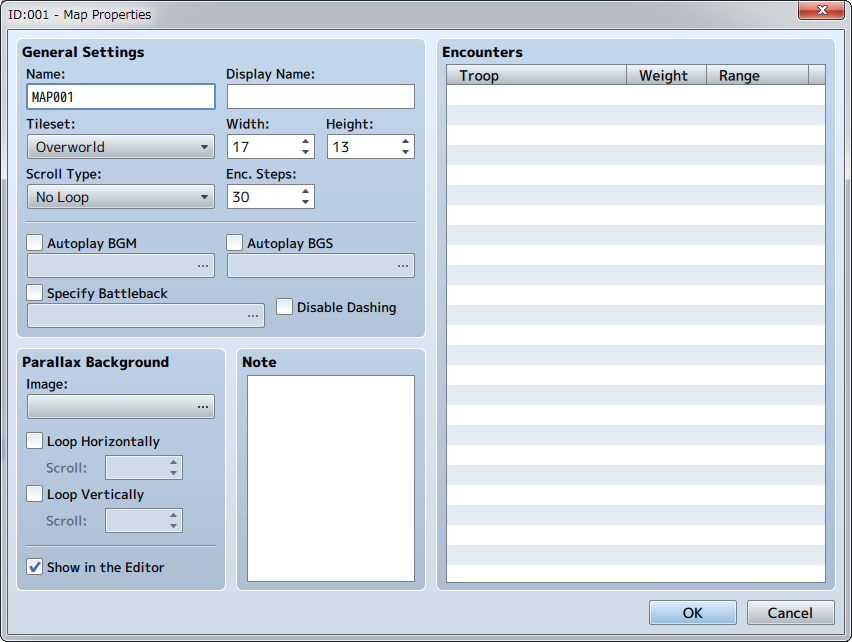 ID:001 - Map Properties
General Settings
Name:
Display Name:
MAP001
Tileset:
Width:
Height:
Overworld
17
13
Scroll Type:
Enc. Steps:
No Loop
30
Autoplay BGM
Autoplay BGS
...
...
Specify Battleback
...
Disable Dashing
Parallax Background
Image:
...
Loop Horizontally
Scroll:
Loop Vertically
Scroll:
Show in the Editor
Note
Encounters
Troop
Weight
Range
OK
Cancel